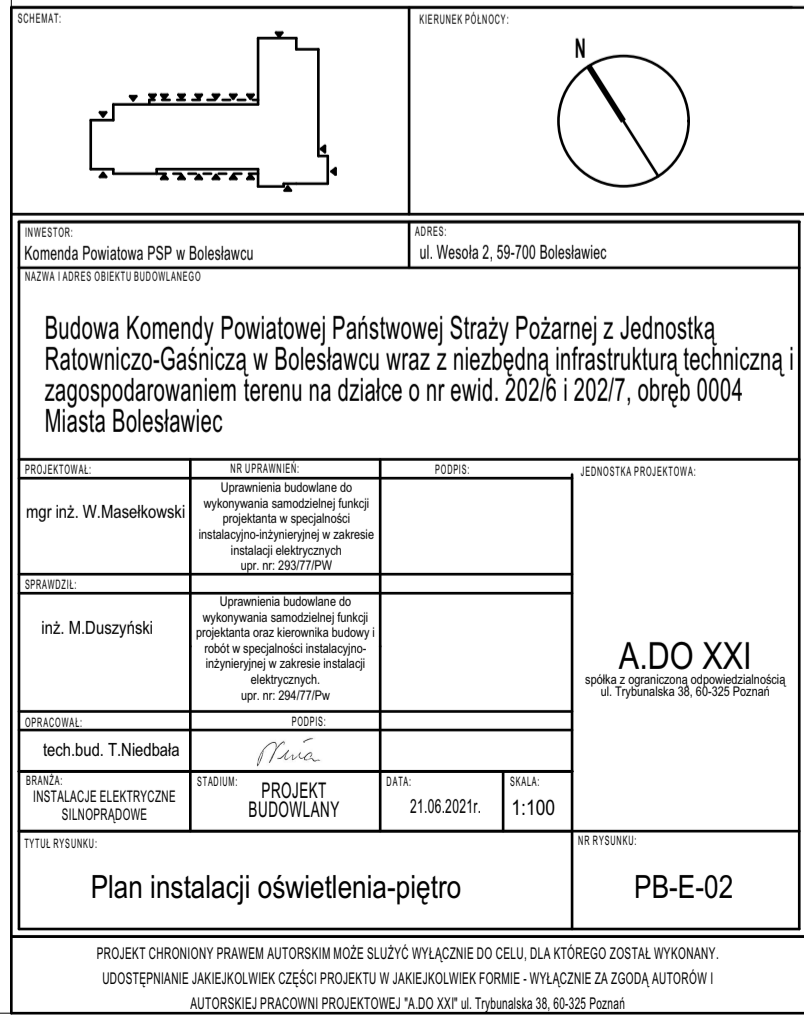 SCHEMAT:
KIERUNEK PÓŁNOCY:
N
INWESTOR:
Komenda Powiatowa PSP w Bolesławcu
ADRES:
ul. Wesoła 2, 59-700 Bolesławiec
NAZWA I ADRES OBIEKTU BUDOWLANEGO
Budowa Komendy Powiatowej Państwowej Straży Pożarnej z Jednostką
Ratowniczo-Gaśniczą w Bolesławcu wraz z niezbędną infrastrukturą techniczną i
zagospodarowaniem terenu na działce o nr ewid. 202/6 i 202/7, obręb 0004
Miasta Bolesławiec
PROJEKTOWAŁ:
NR UPRAWNIEŃ:
PODPIS:
JEDNOSTKA PROJEKTOWA:
mgr inż. W.Masełkowski
Uprawnienia budowlane do
wykonywania samodzielnej funkcji
projektanta w specjalności
instalacyjno-inżynieryjnej w zakresie
instalacji elektrycznych
upr. nr: 293/77/PW
SPRAWDZIŁ:
inż. M.Duszyński
Uprawnienia budowlane do
wykonywania samodzielnej funkcji
projektanta oraz kierownika budowy i
robót w specjalności instalacyjno-
inżynieryjnej w zakresie instalacji
elektrycznych.
upr. nr: 294/77/Pw
A.DO XXI
spółka z ograniczoną odpowiedzialnością
ul. Trybunalska 38, 60-325 Poznań
OPRACOWAŁ:
PODPIS:
tech.bud. T.Niedbała
BRANŻA:
INSTALACJE ELEKTRYCZNE
SILNOPRĄDOWE
STADIUM:
PROJEKT
BUDOWLANY
DATA:
21.06.2021r.
SKALA:
1:100
TYTUŁ RYSUNKU:
Plan instalacji oświetlenia-piętro
NR RYSUNKU:
PB-E-02
PROJEKT CHRONIONY PRAWEM AUTORSKIM MOŻE SLUŻYĆ WYŁĄCZNIE DO CELU, DLA KTÓREGO ZOSTAŁ WYKONANY.
UDOSTĘPNIANIE JAKIEJKOLWIEK CZĘŚCI PROJEKTU W JAKIEJKOLWIEK FORMIE - WYŁĄCZNIE ZA ZGODĄ AUTORÓW I
AUTORSKIEJ PRACOWNI PROJEKTOWEJ "A.DO XXI" ul. Trybunalska 38, 60-325 Poznań